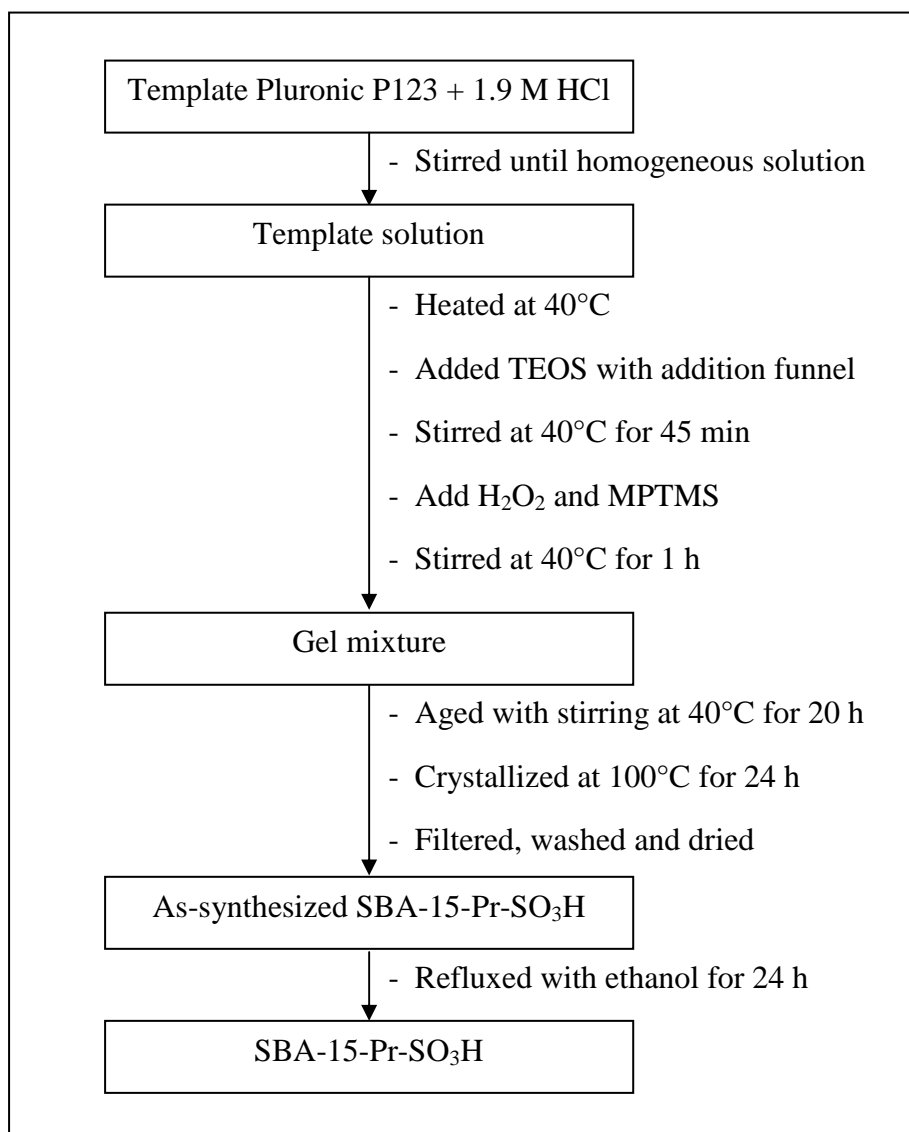 Template Pluronic P123 + 1.9 M HCl
- Stirred until homogeneous solution
Template solution
- Heated at 40°C
- Added TEOS with addition funnel
- Stirred at 40°C for 45 min
- Add H₂O₂ and MPTMS
- Stirred at 40°C for 1 h
Gel mixture
- Aged with stirring at 40°C for 20 h
- Crystallized at 100°C for 24 h
- Filtered, washed and dried
As-synthesized SBA-15-Pr-SO₃H
- Refluxed with ethanol for 24 h
SBA-15-Pr-SO₃H